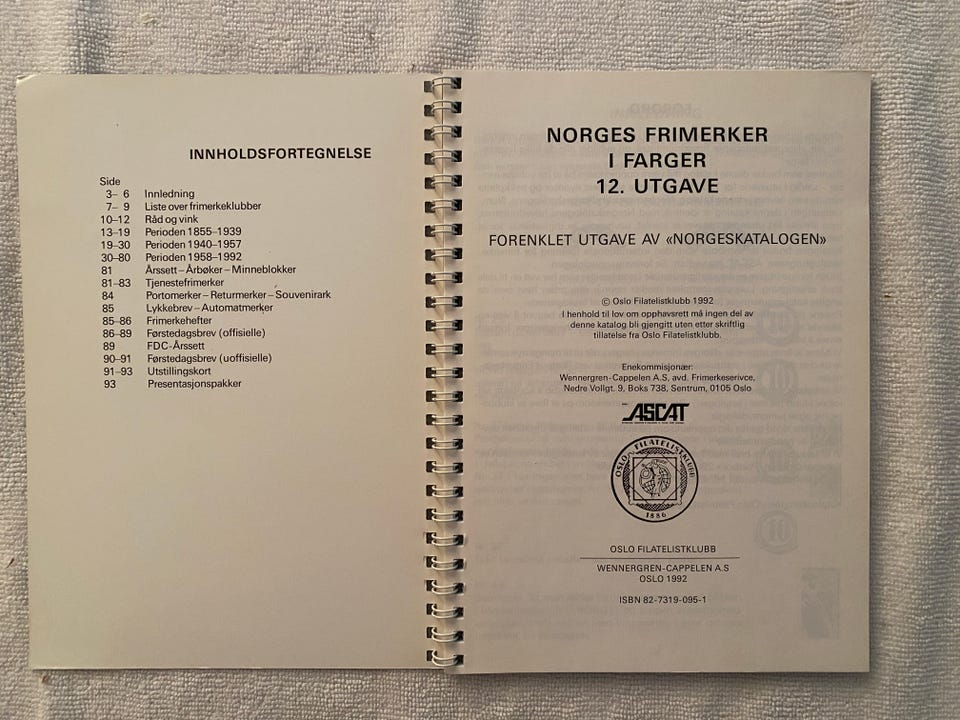 INNHOLDSFORTEGNELSE
Side
3– 6 Innledning
7– 9 Liste over frimerkeklubber
10–12 Råd og vink
13–19 Perioden 1855–1939
19–30 Perioden 1940–1957
30–80 Perioden 1958–1992
81 Årssett – Årbøker – Minneblokker
81–83 Tjenestefrimerker
84 Portomerker – Returmerker – Souvenirark
85 Lykkebrev – Automatmerker
85–86 Frimerkehefter
86–89 Førstedagsbrev (offisielle)
89 FDC-Årssett
90–91 Førstedagsbrev (uoffisielle)
91–93 Utstillingskort
93 Presentasjonspakker
NORGES FRIMERKER
I FARGER
12. UTGAVE
FORENKLET UTGAVE AV «NORGESKATALOGEN»
© Oslo Filatelistklubb 1992
I henhold til lov om opphavsrett må ingen del av
denne katalog bli gjengitt uten etter skriftlig
tillatelse fra Oslo Filatelistklubb.
Enekommisjonær:
Wennergren-Cappelen A.S, avd. Frimerkeserivce,
Nedre Vollgt. 9, Boks 738, Sentrum, 0105 Oslo
ASCAT
OSLO FILATELISTKLUBB
1886
OSLO FILATELISTKLUBB
WENNERGREN-CAPPELEN A.S
OSLO 1992
ISBN 82-7319-095-1